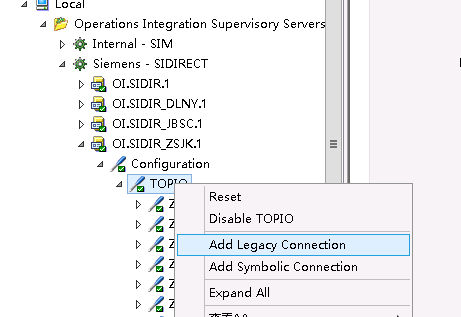 Local
Operations Integration Supervisory Servers
Internal - SIM
Siemens - SIDIRECT
OI.SIDIR.1
OI.SIDIR_DLNY.1
OI.SIDIR_JBSC.1
OI.SIDIR_ZSJK.1
Configuration
TOPIO
Reset
Z
Disable TOPIO
Z
Add Legacy Connection
Z
Add Symbolic Connection
Z
Expand All
Z
Z